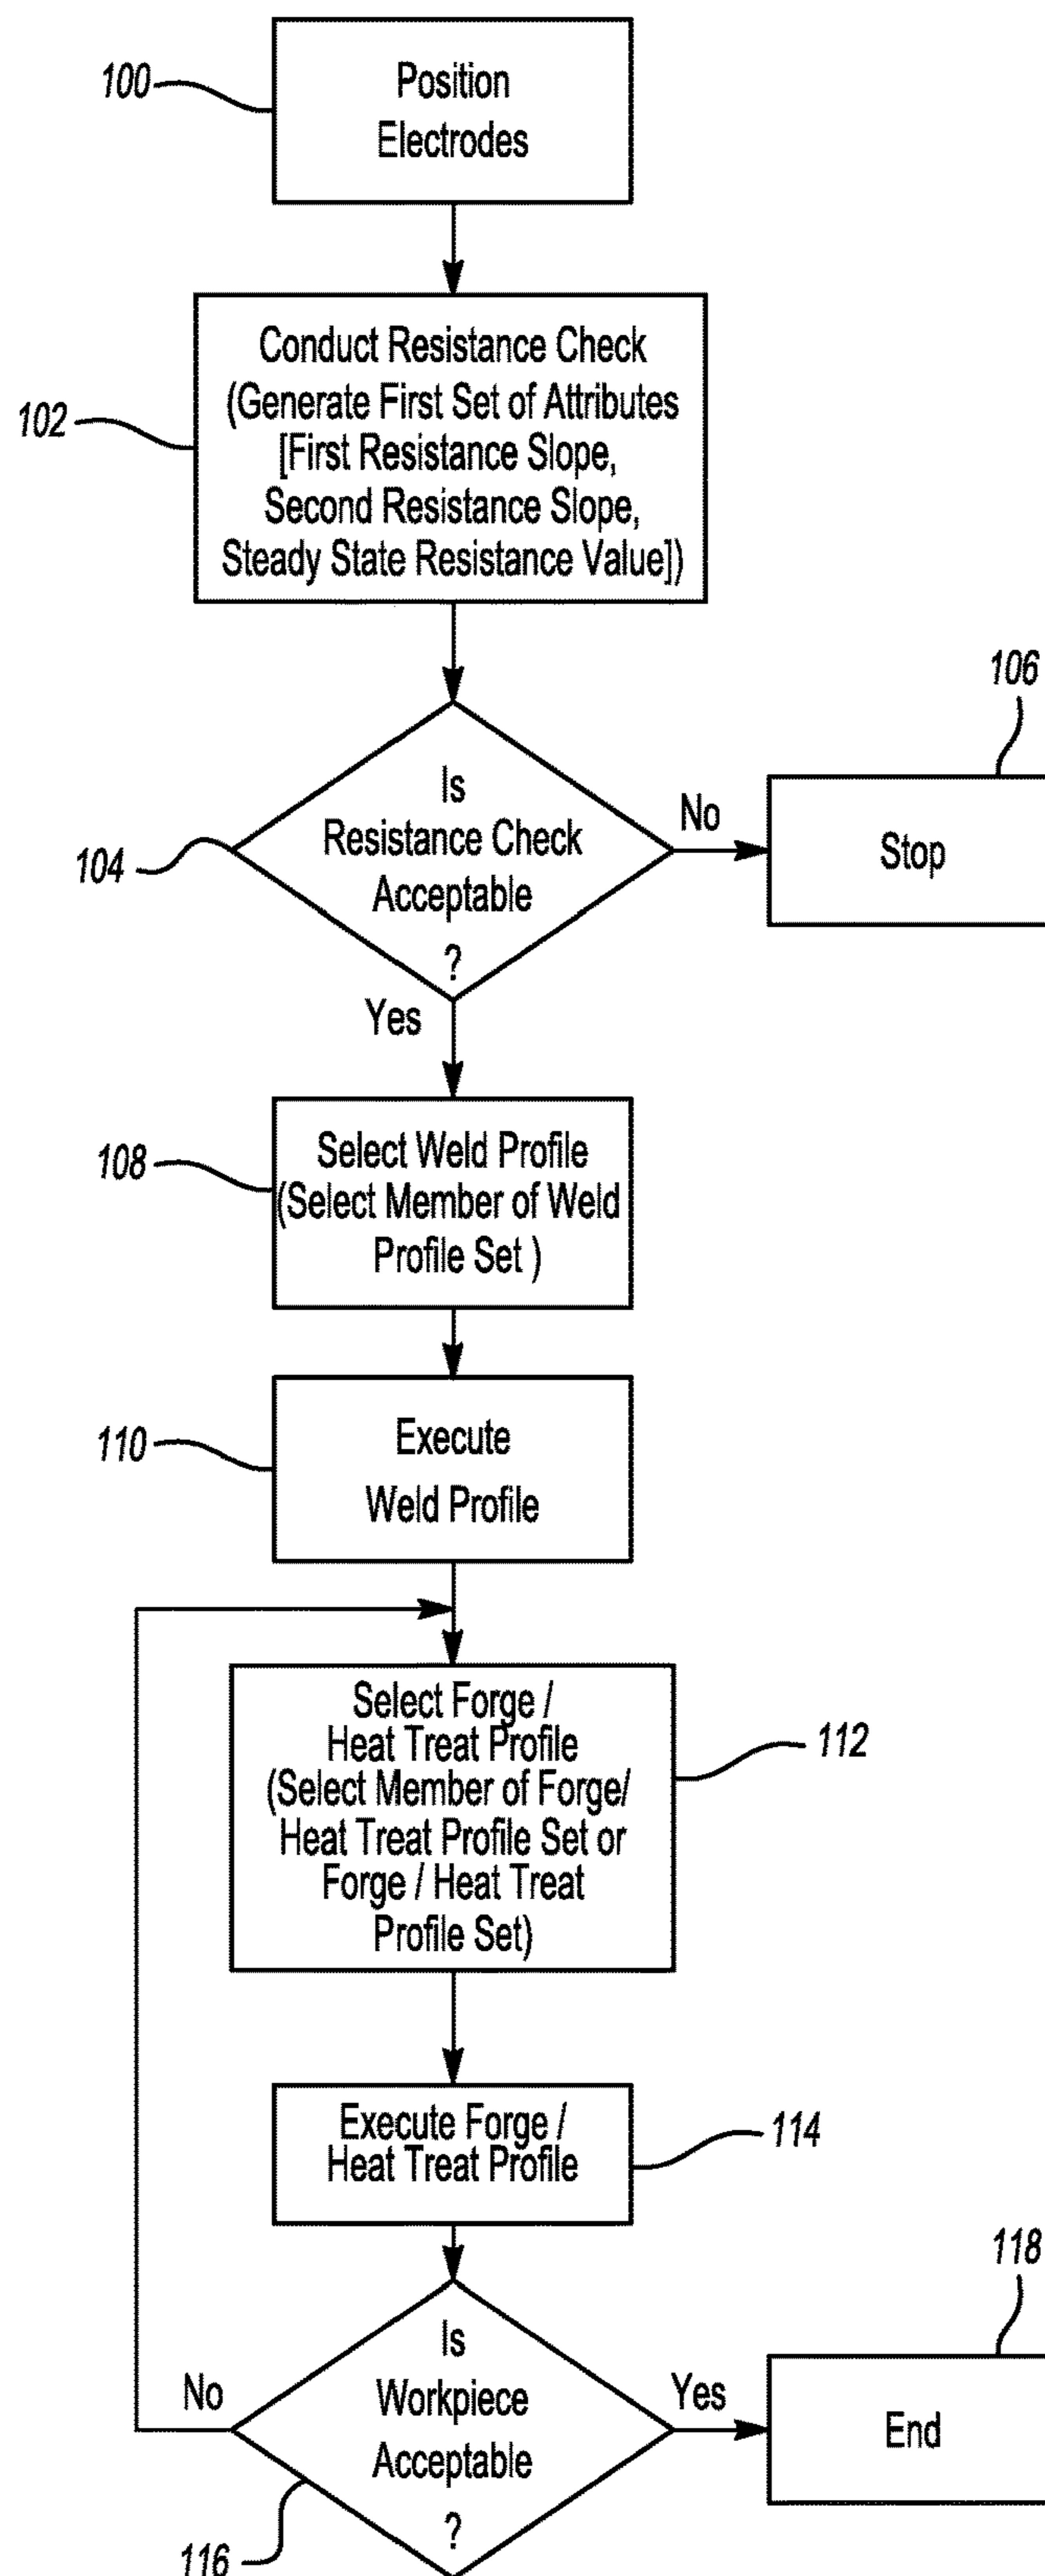 100
Position
Electrodes
102
Conduct Resistance Check
(Generate First Set of Attributes
[First Resistance Slope,
Second Resistance Slope,
Steady State Resistance Value])
106
104
Is
Resistance Check
Acceptable
?
No
Stop
Yes
108
Select Weld Profile
(Select Member of Weld
Profile Set )
110
Execute
Weld Profile
Select Forge /
Heat Treat Profile
(Select Member of Forge/
Heat Treat Profile Set or
Forge / Heat Treat
Profile Set)
112
Execute Forge /
Heat Treat Profile
114
118
No
Is
Workpiece
Acceptable
?
Yes
End
116